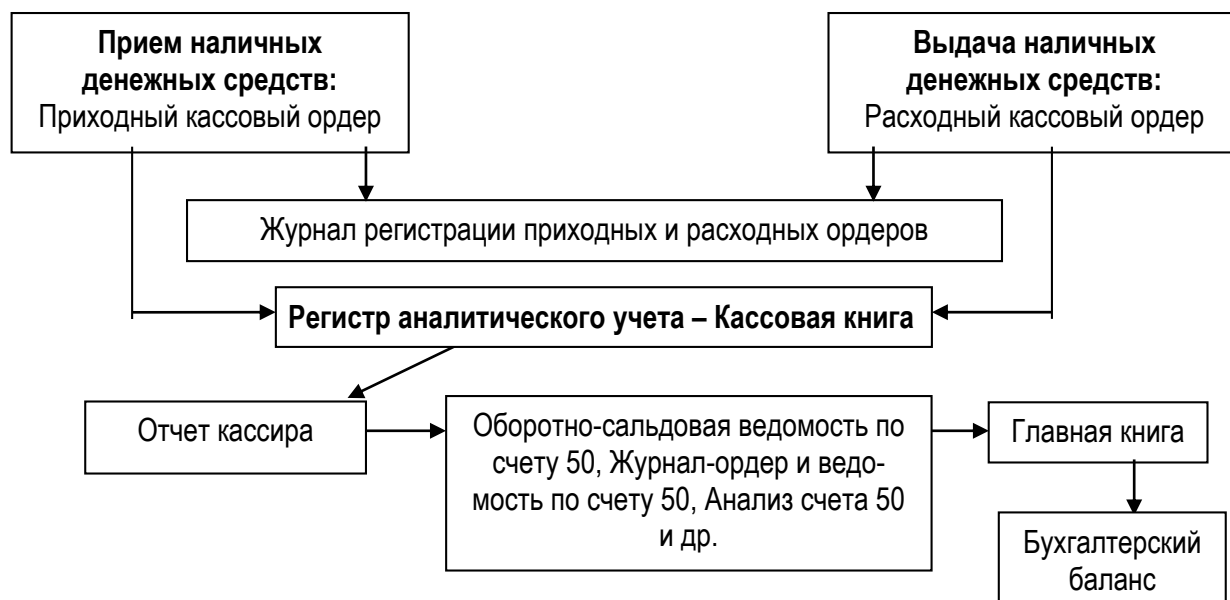 Прием наличных
денежных средств:
Приходный кассовый ордер
Выдача наличных
денежных средств:
Расходный кассовый ордер
Журнал регистрации приходных и расходных ордеров
Регистр аналитического учета – Кассовая книга
Отчет кассира
Оборотно-сальдовая ведомость по
счету 50, Журнал-ордер и ведо-
мость по счету 50, Анализ счета 50
и др.
Главная книга
Бухгалтерский
баланс